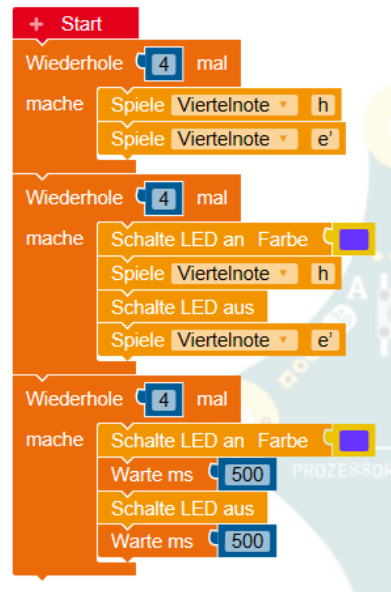 + Start
Wiederhole 4 mal
mache Spiele Viertelnote h
Spiele Viertelnote e'
Wiederhole 4 mal
mache Schalte LED an Farbe
Spiele Viertelnote h
Schalte LED aus
Spiele Viertelnote e'
Wiederhole 4 mal
mache Schalte LED an Farbe
Warte ms 500
PROZESSOR
Schalte LED aus
Warte ms 500
A